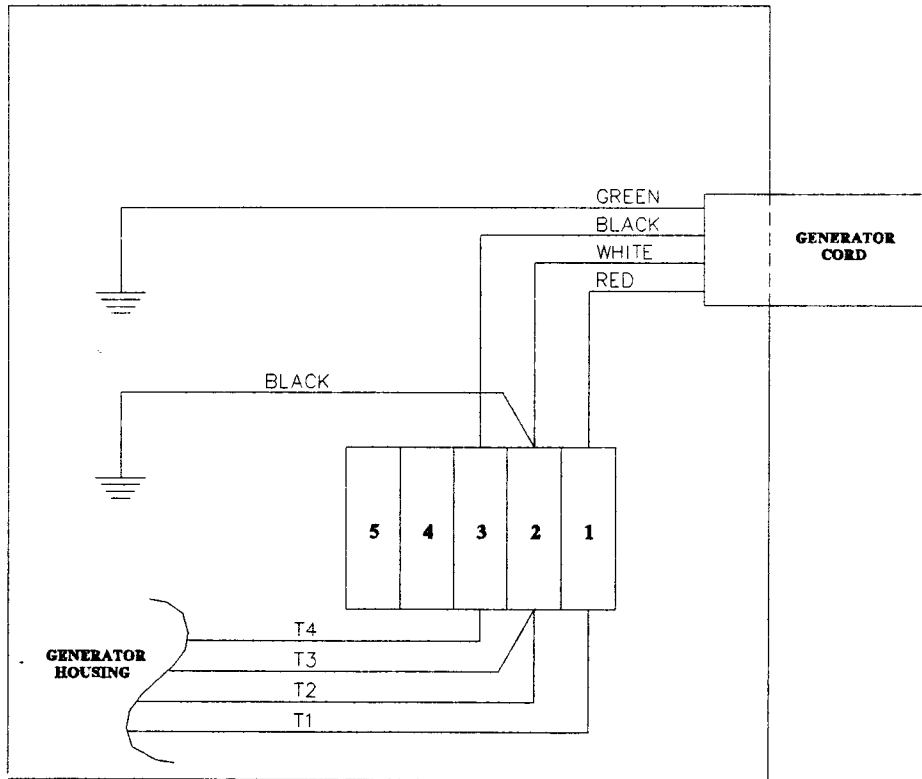 GREEN
BLACK
WHITE
RED
GENERATOR
CORD
BLACK
5 4 3 2 1
T4
T3
T2
T1
GENERATOR
HOUSING